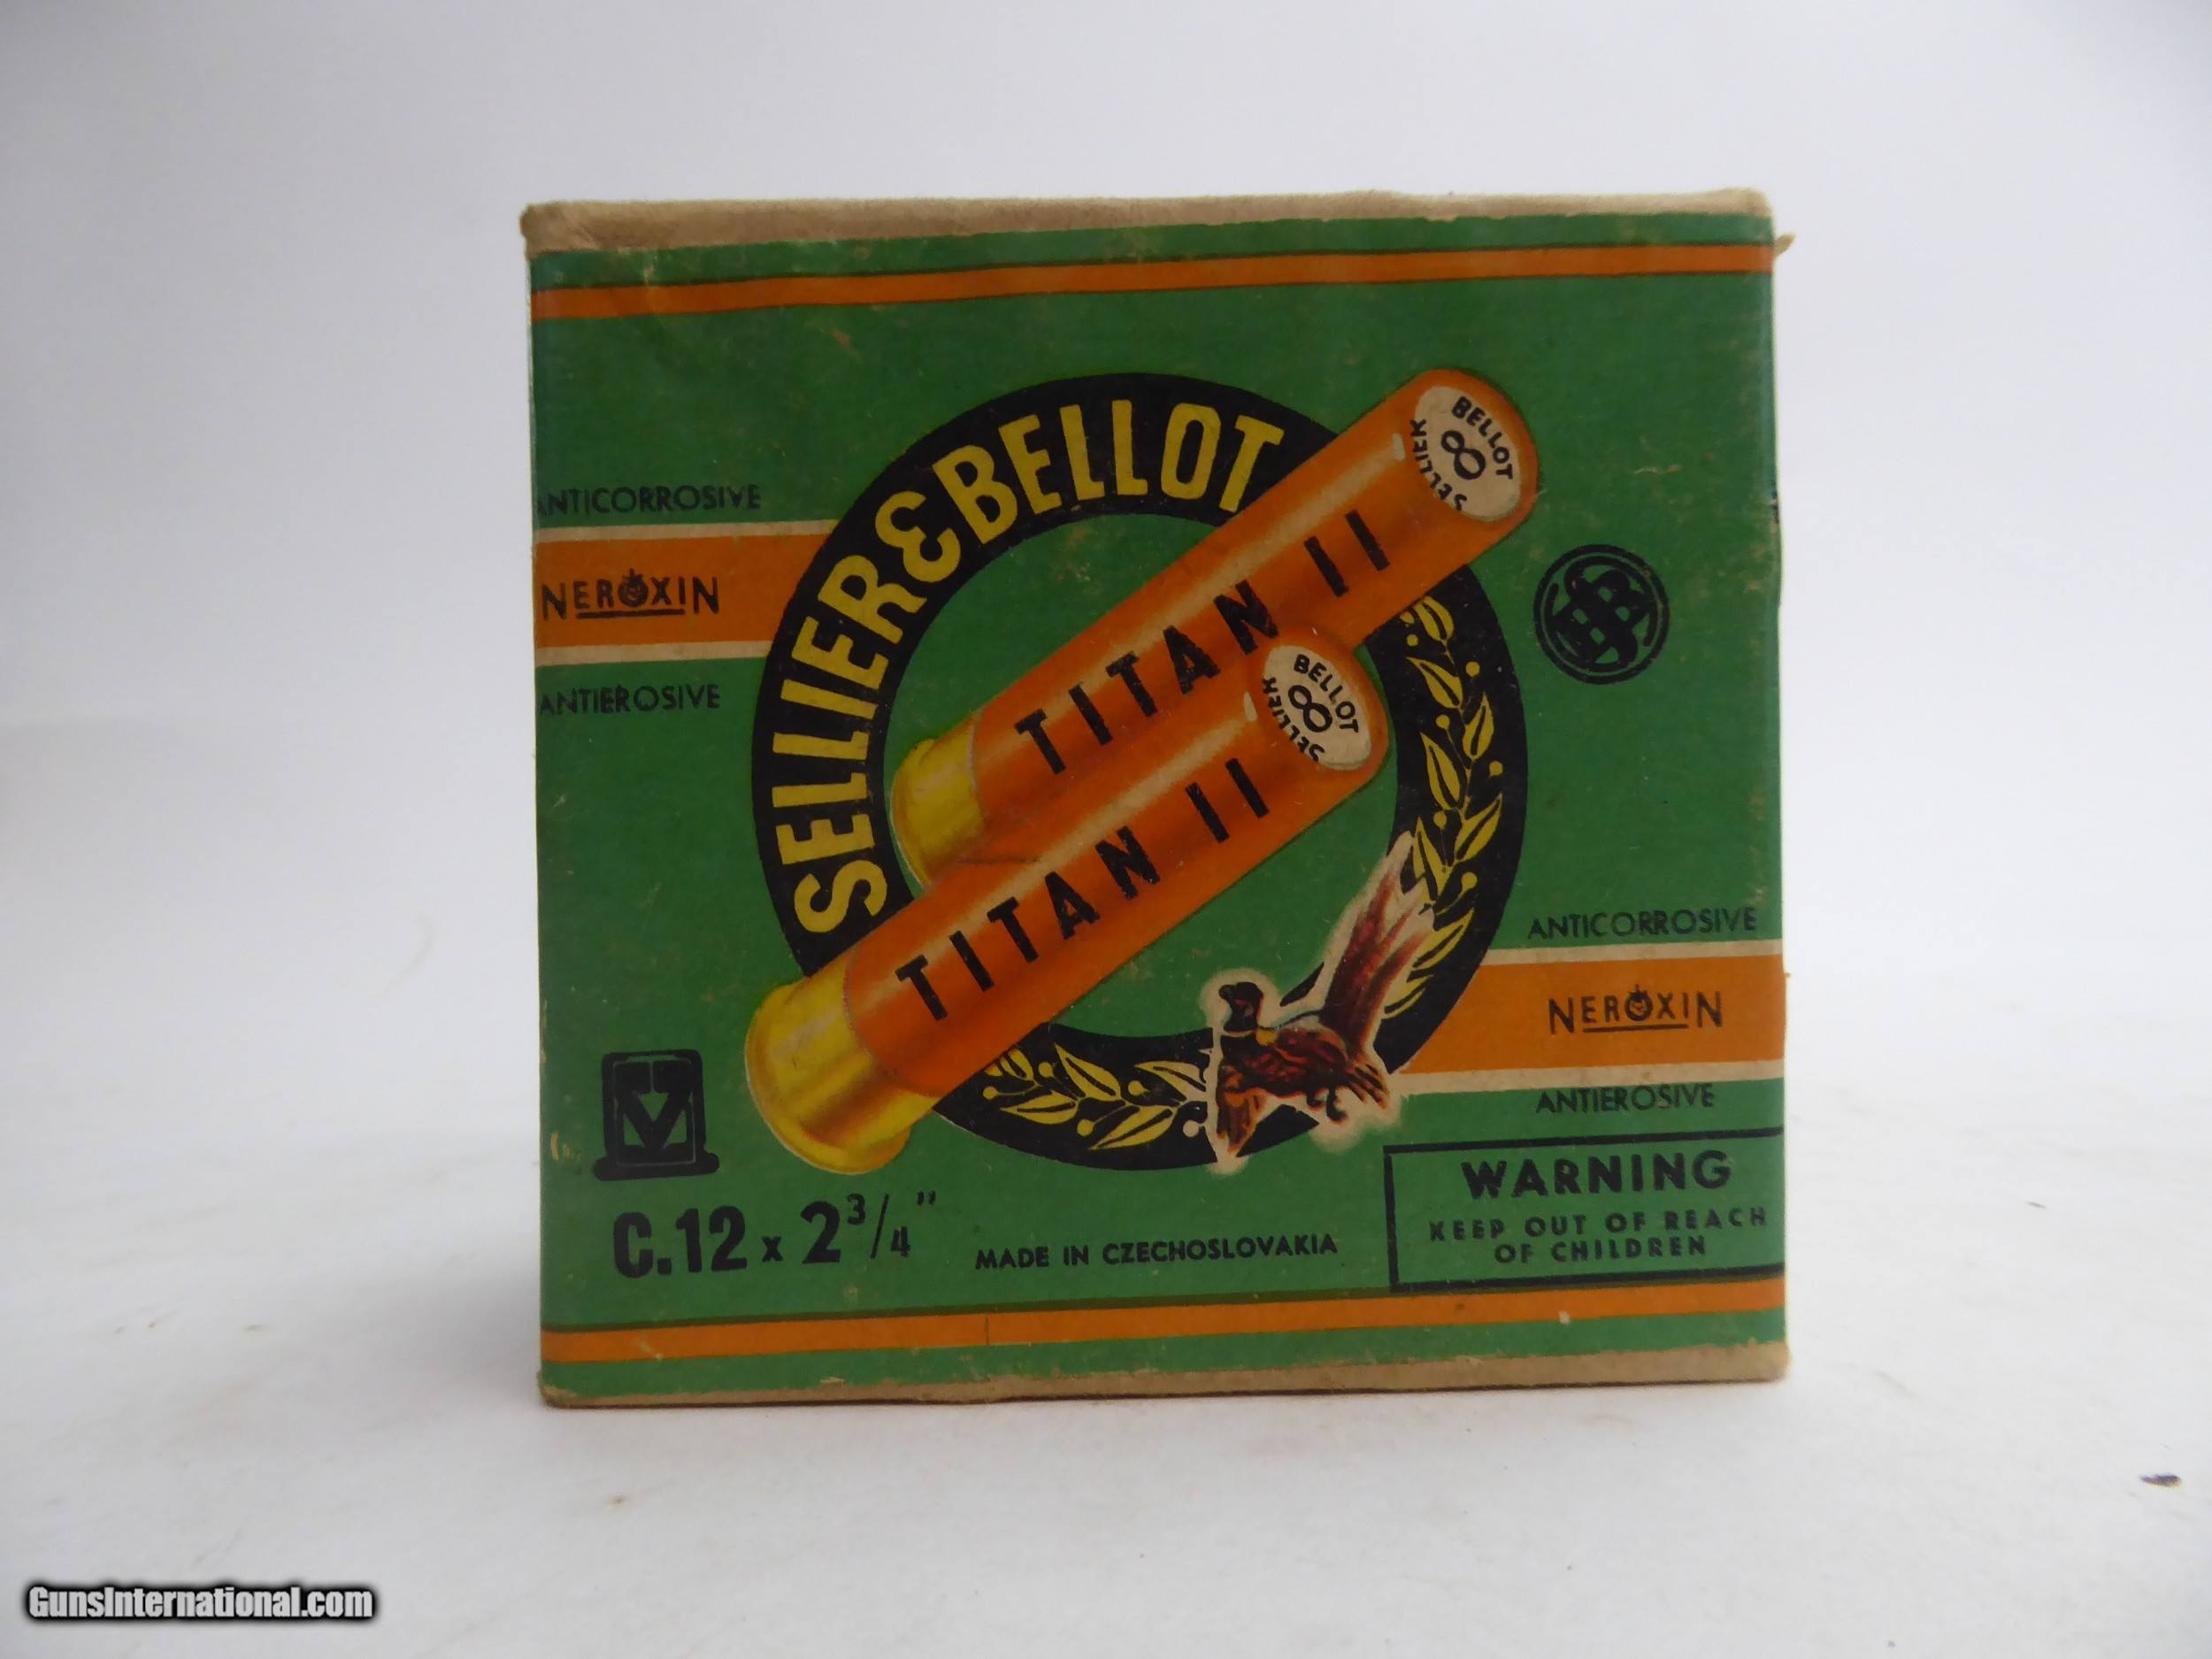 SELLIER & BELLOT
BELLOT
8
SELLIER
TITAN II
BELLOT
8
SELLIER
TITAN II
ANTICORROSIVE
NEROXIN
ANTIEROSIVE
SB
ANTICORROSIVE
NEROXIN
ANTIEROSIVE
WARNING
KEEP OUT OF REACH
OF CHILDREN
C.12 x 2 3/4"
MADE IN CZECHOSLOVAKIA
GunsInternational.com